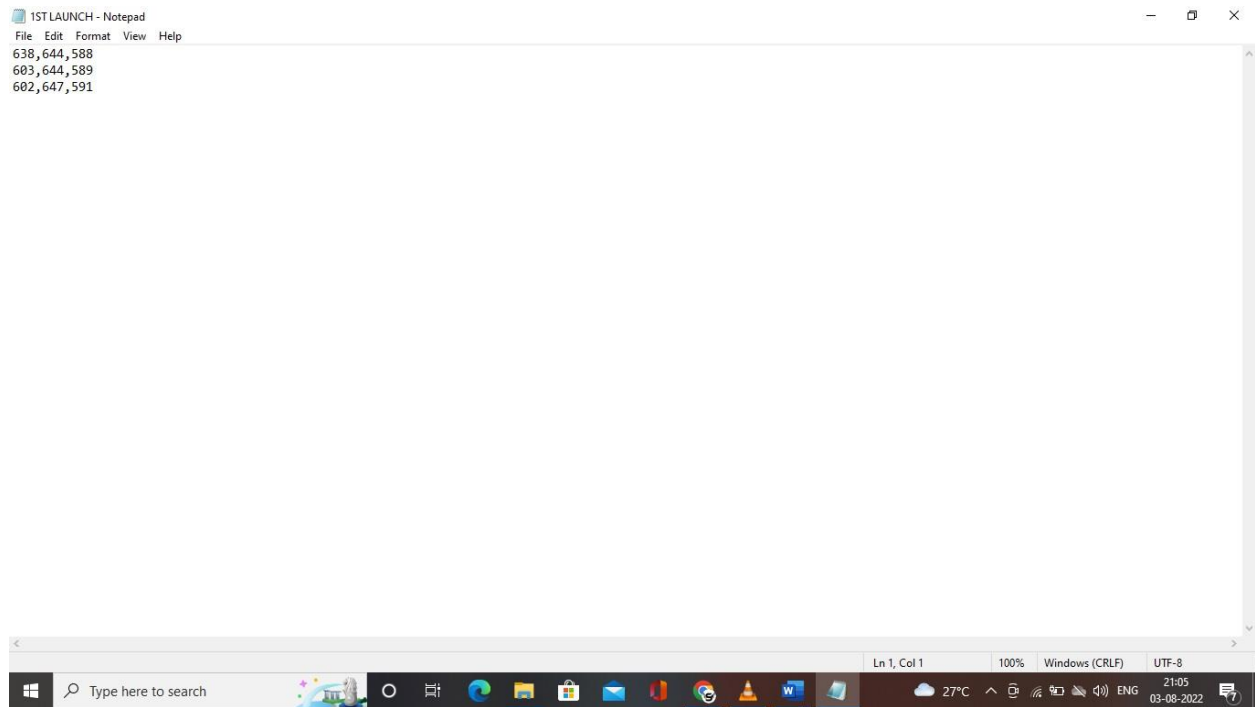 1ST LAUNCH - Notepad
File Edit Format View Help
638,644,588
603,644,589
602,647,591
Ln 1, Col 1 100% Windows (CRLF) UTF-8
Type here to search
27°C ENG
21:05
03-08-2022
7